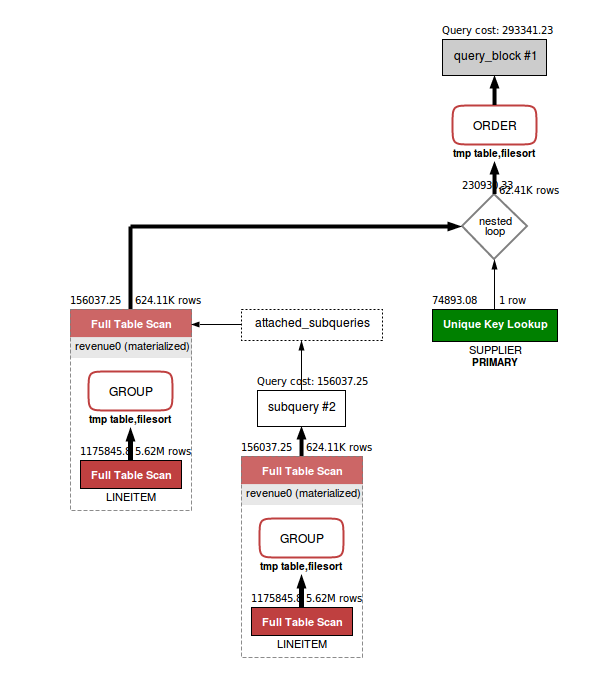 Query cost: 293341.23
query_block #1
ORDER
tmp table,filesort
230930.33
62.41K rows
nested
loop
156037.25
624.11K rows
Full Table Scan
revenue0 (materialized)
GROUP
tmp table,filesort
1175845.8
5.62M rows
Full Table Scan
LINEITEM
attached_subqueries
Query cost: 156037.25
subquery #2
156037.25
624.11K rows
Full Table Scan
revenue0 (materialized)
GROUP
tmp table,filesort
1175845.8
5.62M rows
Full Table Scan
LINEITEM
74893.08
1 row
Unique Key Lookup
SUPPLIER
PRIMARY